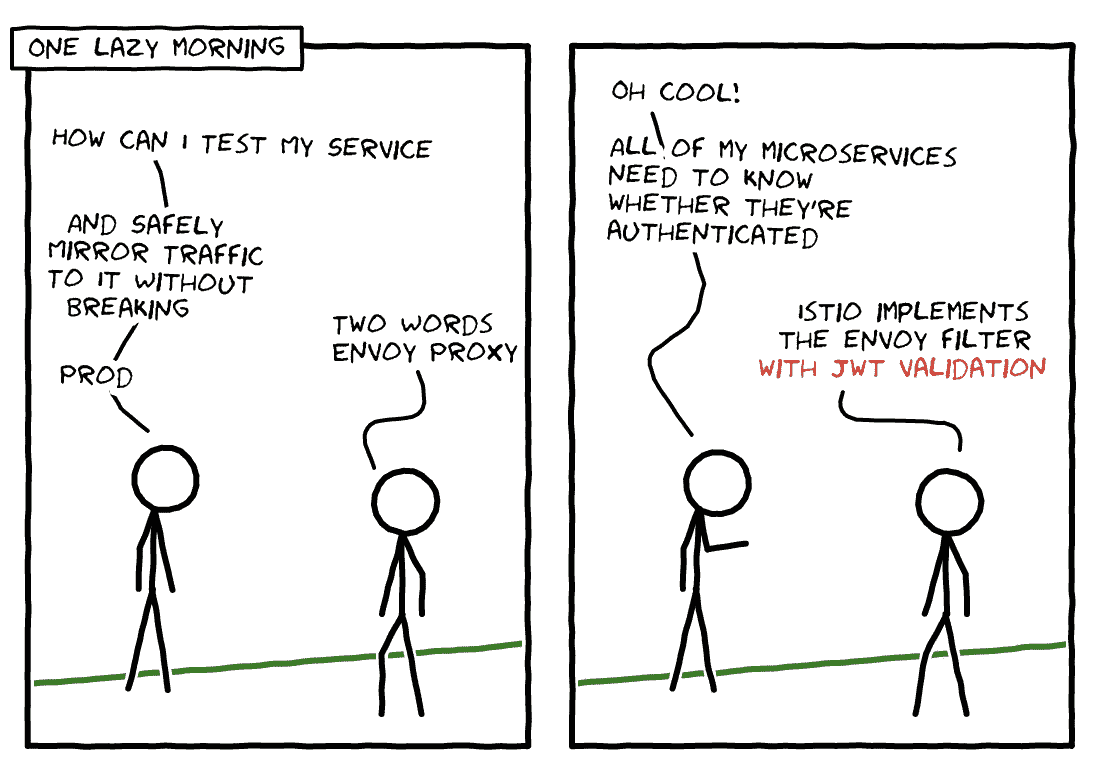 ONE LAZY MORNING
HOW CAN I TEST MY SERVICE
AND SAFELY
MIRROR TRAFFIC
TO IT WITHOUT
BREAKING
PROD
TWO WORDS
ENVOY PROXY
OH COOL!
ALL OF MY MICROSERVICES
NEED TO KNOW
WHETHER THEY'RE
AUTHENTICATED
ISTIO IMPLEMENTS
THE ENVOY FILTER
WITH JWT VALIDATION